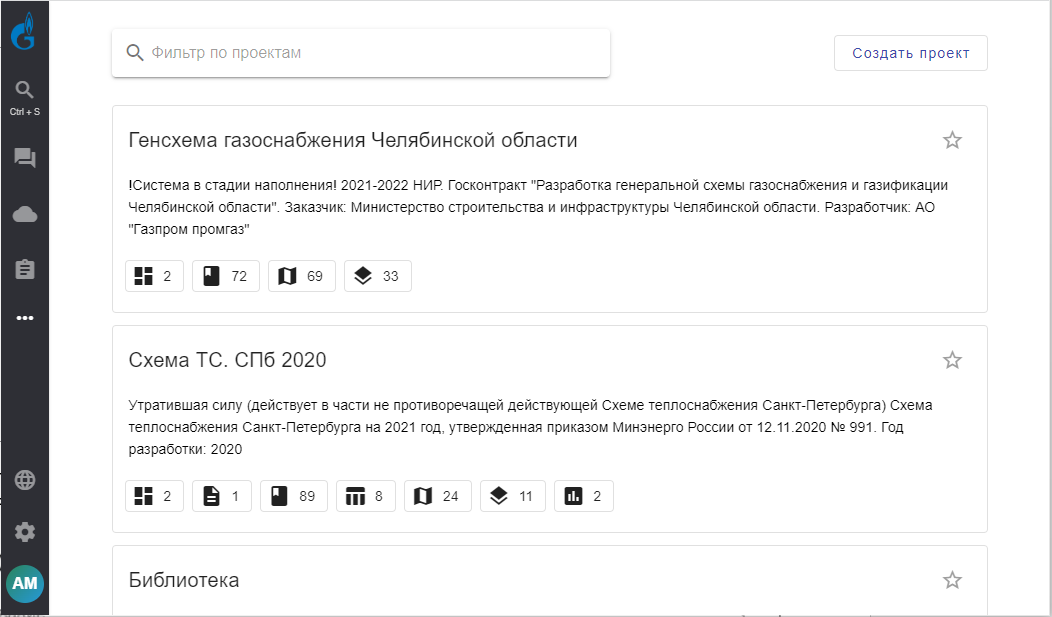 Фильтр по проектам
Создать проект
Ctrl + S
Генсхема газоснабжения Челябинской области
!Система в стадии наполнения! 2021-2022 НИР. Госконтракт "Разработка генеральной схемы газоснабжения и газификации
Челябинской области". Заказчик: Министерство строительства и инфраструктуры Челябинской области. Разработчик: АО
"Газпром промгаз"
2 72 69 33
Схема ТС. СПб 2020
Утратившая силу (действует в части не противоречащей действующей Схеме теплоснабжения Санкт-Петербурга) Схема
теплоснабжения Санкт-Петербурга на 2021 год, утвержденная приказом Минэнерго России от 12.11.2020 № 991. Год
разработки: 2020
2 1 89 8 24 11 2
Библиотека
AM